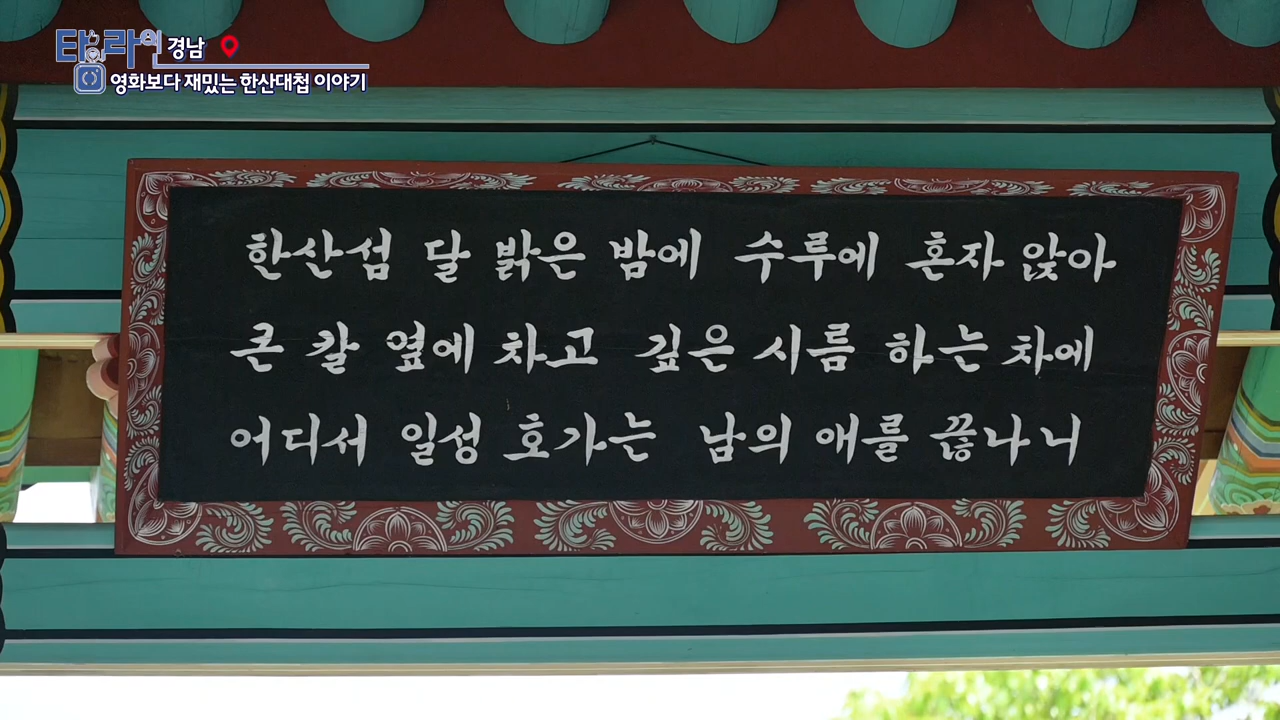 타라이 경남
영화보다 재밌는 한산대첩 이야기
한산섬 달 밝은 밤에 수루에 혼자 앉아
큰 칼 옆에 차고 깊은 시름 하는 차에
어디서 일성 호가는 남의 애를 끊나니